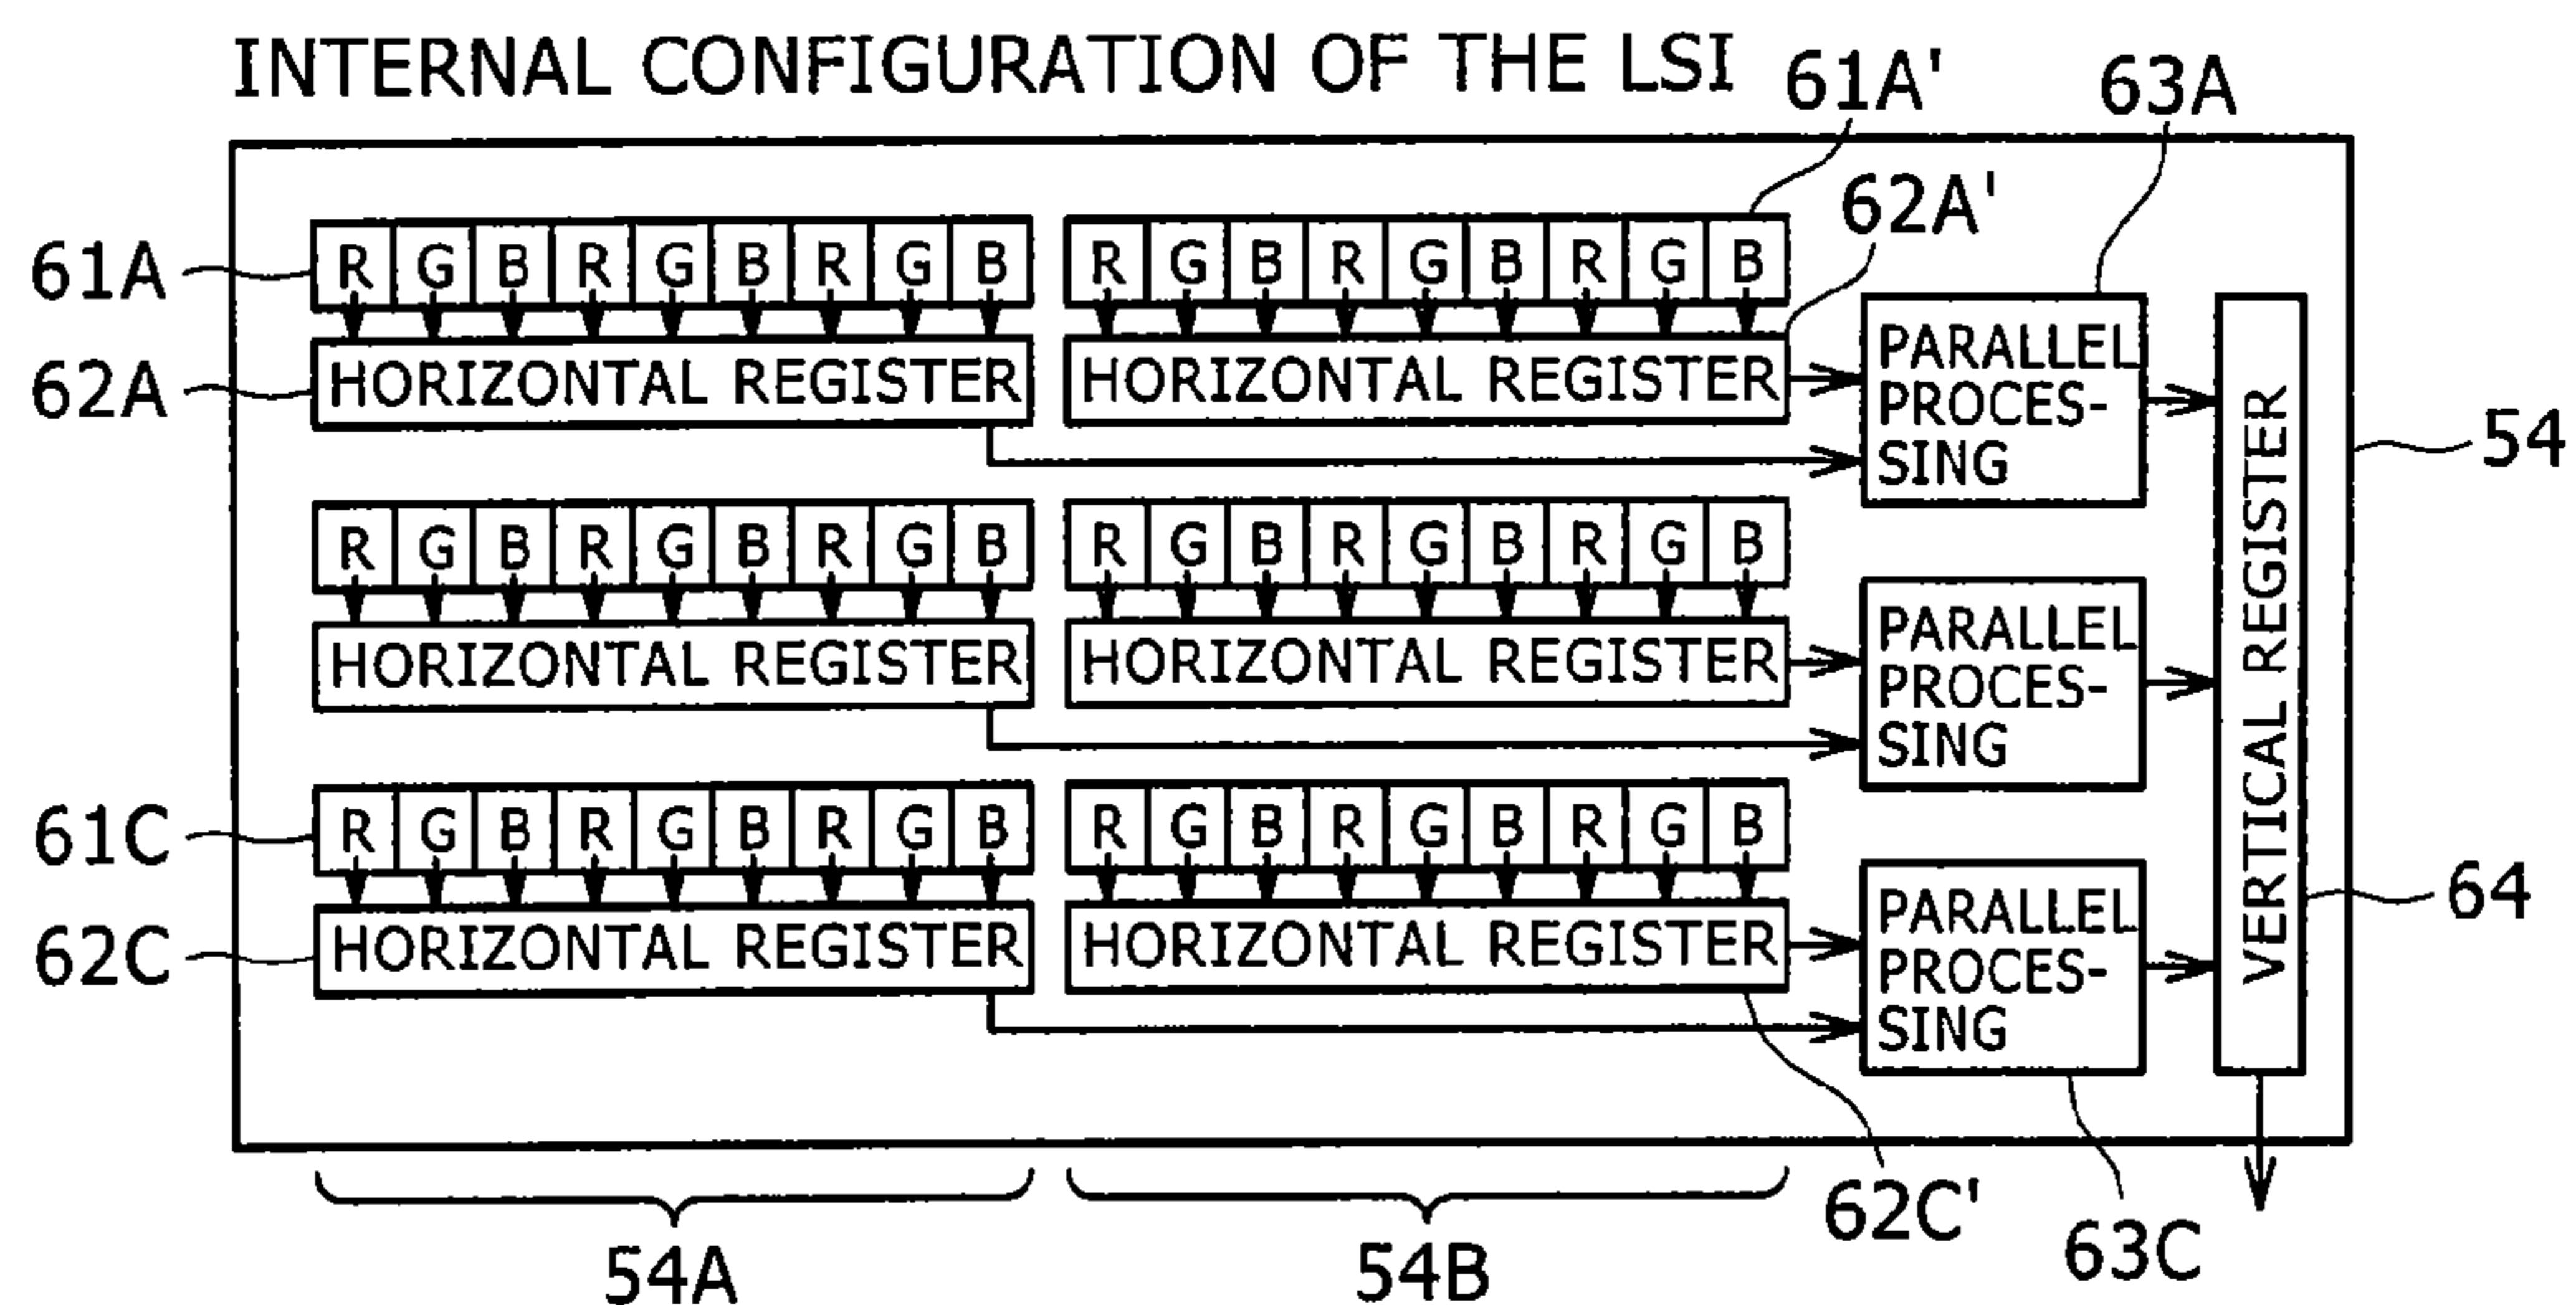 INTERNAL CONFIGURATION OF THE LSI
61A'
63A
62A'
61A
R G B R G B R G B
R G B R G B R G B
62A
HORIZONTAL REGISTER
HORIZONTAL REGISTER
PARALLEL
PROCES-
SING
54
R G B R G B R G B
R G B R G B R G B
HORIZONTAL REGISTER
HORIZONTAL REGISTER
PARALLEL
PROCES-
SING
VERTICAL REGISTER
61C
R G B R G B R G B
R G B R G B R G B
64
62C
HORIZONTAL REGISTER
HORIZONTAL REGISTER
PARALLEL
PROCES-
SING
62C'
63C
54A
54B